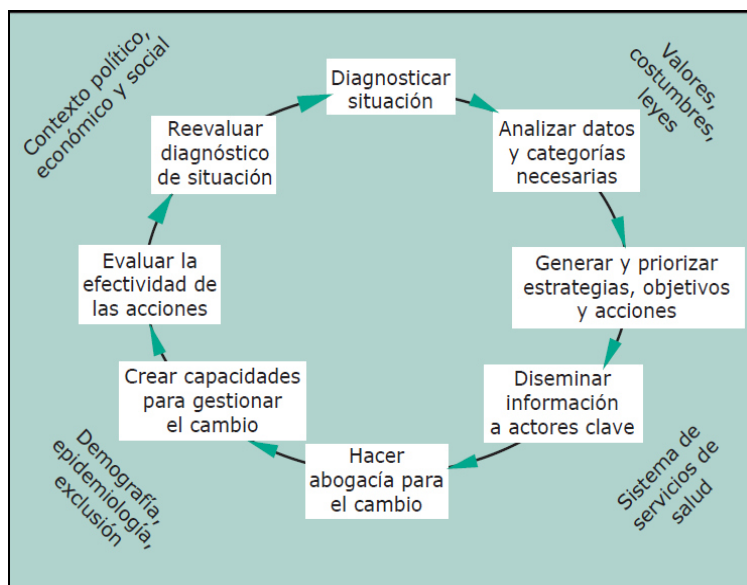 Contexto político,
económico y social
Valores,
costumbres,
leyes
Diagnosticar
situación
Analizar datos
y categorías
necesarias
Generar y priorizar
estrategias, objetivos
y acciones
Diseminar
información
a actores clave
Hacer
abogacía para
el cambio
Crear capacidades
para gestionar
el cambio
Evaluar la
efectividad de
las acciones
Reevaluar
diagnóstico
de situación
Demografía,
epidemiología,
exclusión
Sistema de
servicios de
salud